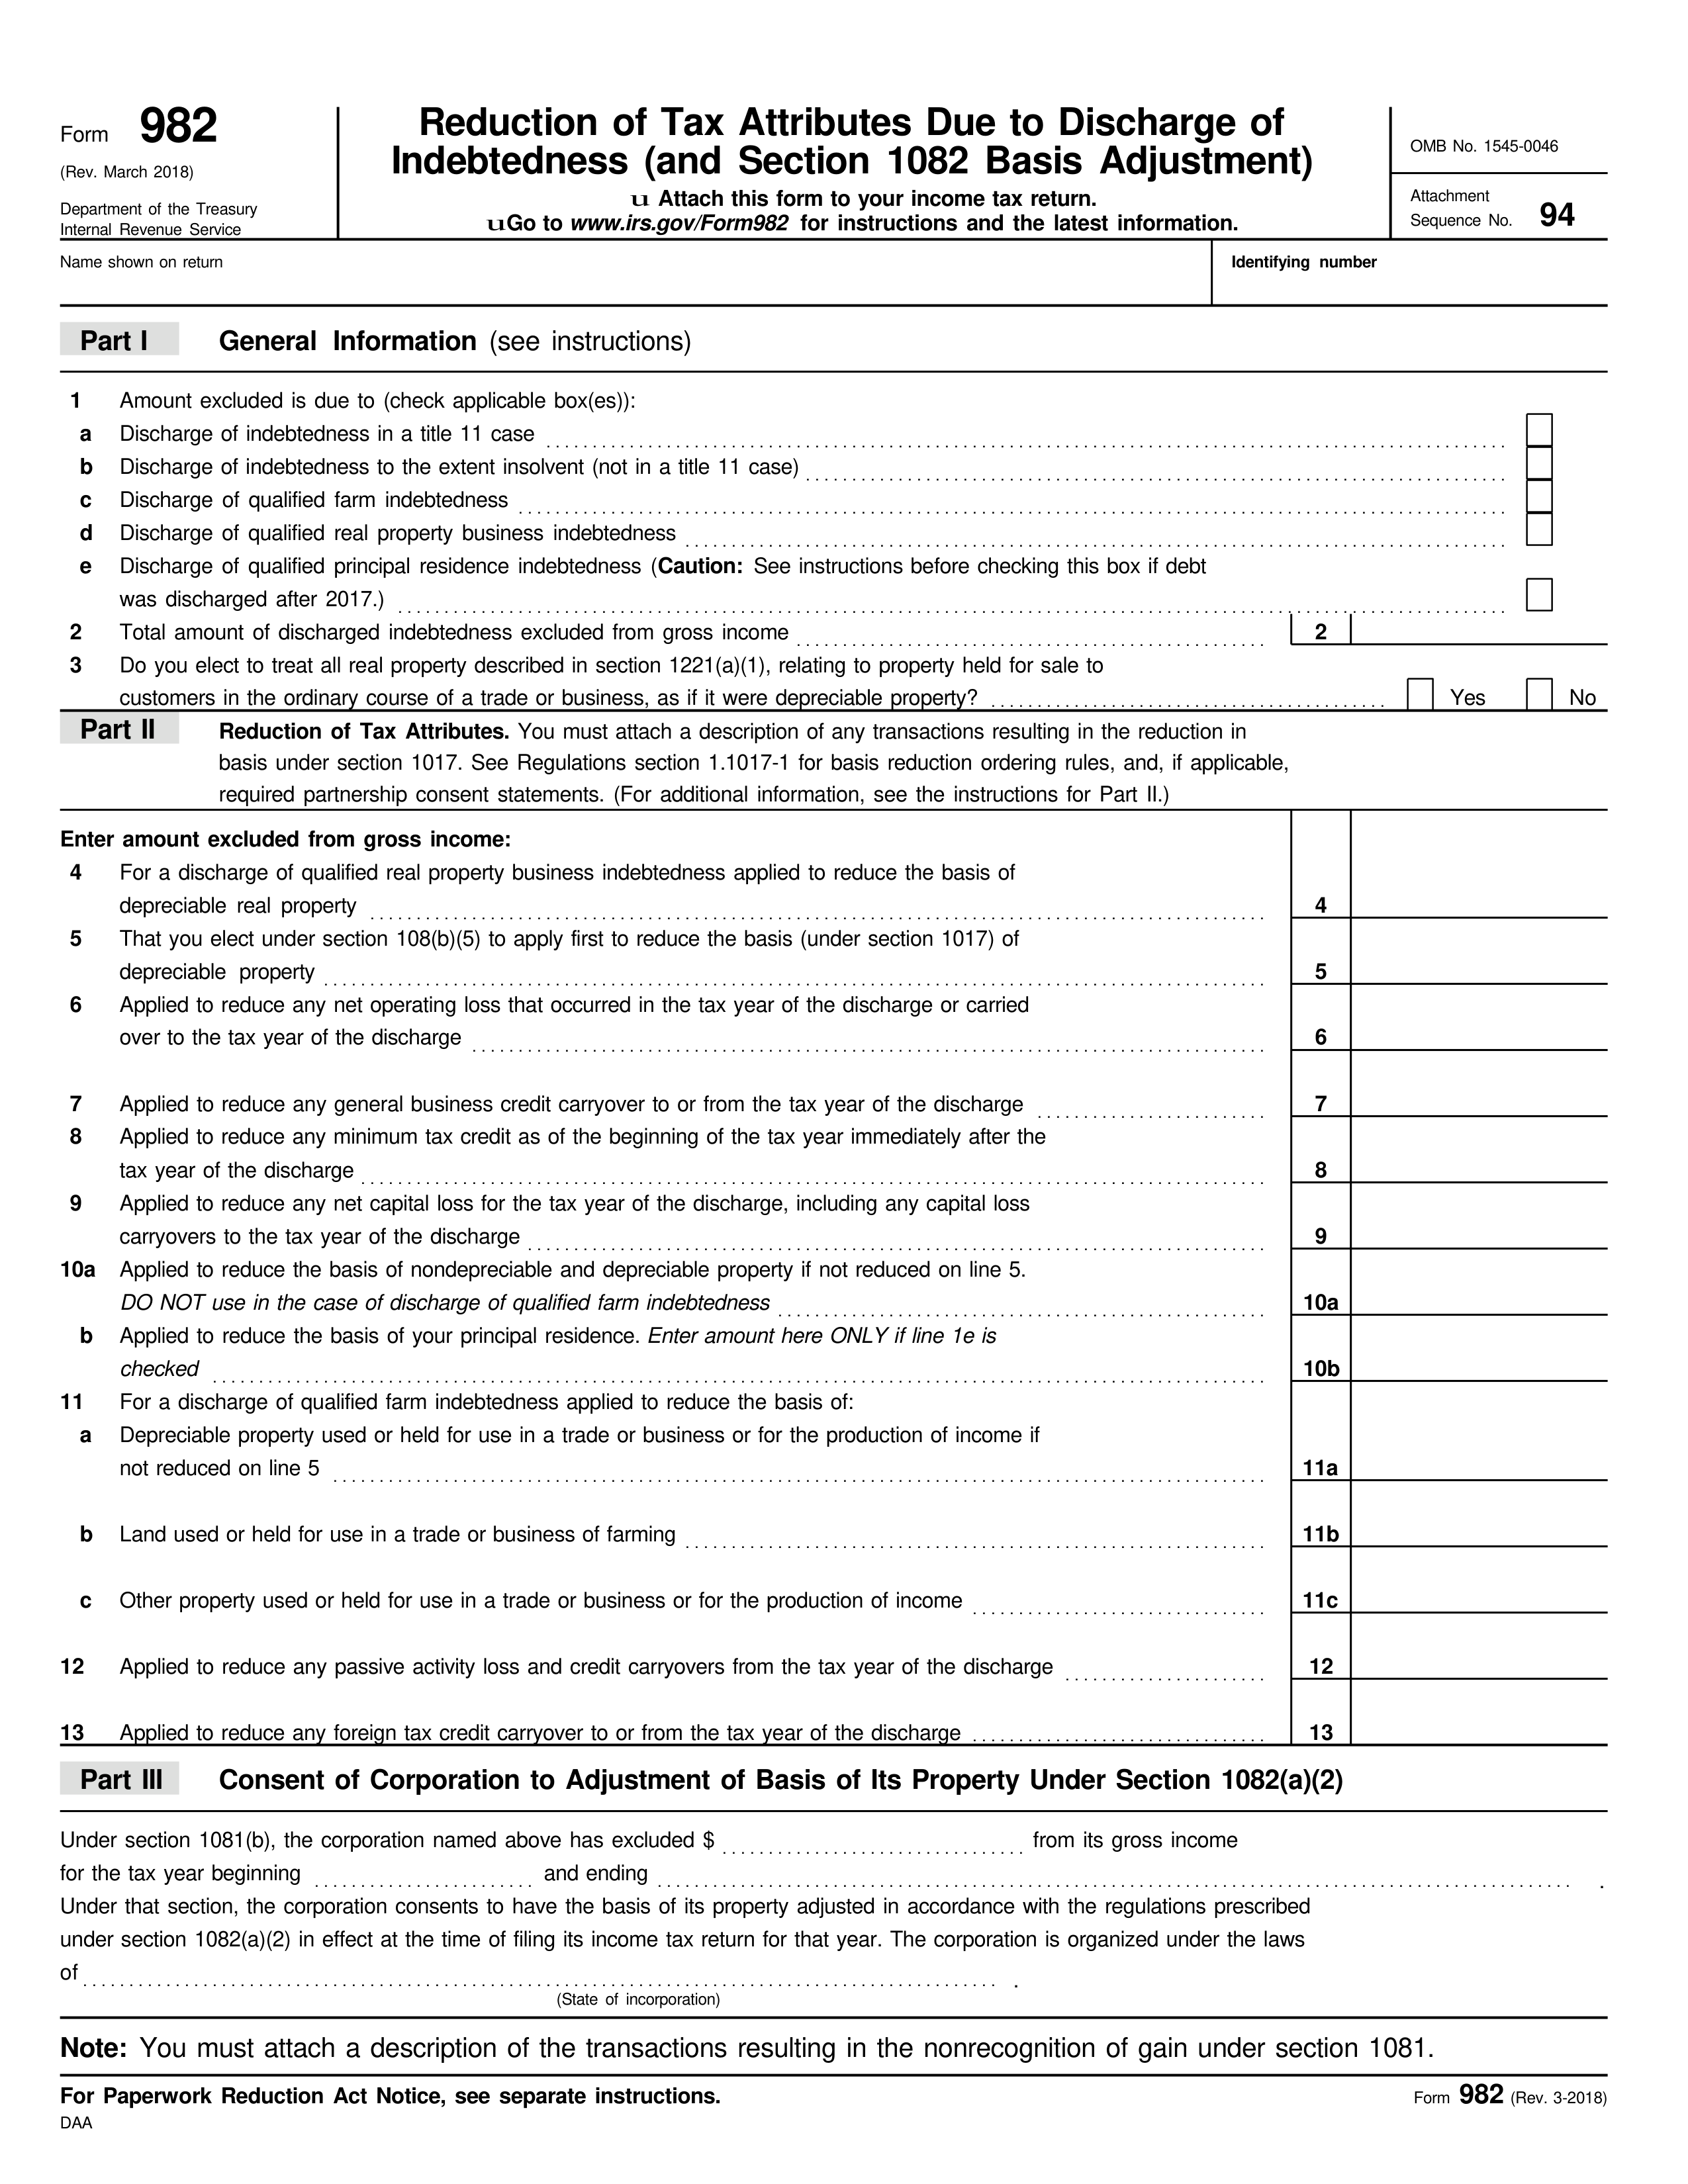 Form 982
(Rev. March 2018)
Department of the Treasury
Internal Revenue Service
Reduction of Tax Attributes Due to Discharge of
Indebtedness (and Section 1082 Basis Adjustment)
u Attach this form to your income tax return.
u Go to www.irs.gov/Form982 for instructions and the latest information.
OMB No. 1545-0046
Attachment
Sequence No. 94
Name shown on return
Identifying number
Part I General Information (see instructions)
1 Amount excluded is due to (check applicable box(es)):
a Discharge of indebtedness in a title 11 case
b Discharge of indebtedness to the extent insolvent (not in a title 11 case)
c Discharge of qualified farm indebtedness
d Discharge of qualified real property business indebtedness
e Discharge of qualified principal residence indebtedness (Caution: See instructions before checking this box if debt
was discharged after 2017.)
2 Total amount of discharged indebtedness excluded from gross income 2
3 Do you elect to treat all real property described in section 1221(a)(1), relating to property held for sale to
customers in the ordinary course of a trade or business, as if it were depreciable property? Yes No
Part II Reduction of Tax Attributes. You must attach a description of any transactions resulting in the reduction in
basis under section 1017. See Regulations section 1.1017-1 for basis reduction ordering rules, and, if applicable,
required partnership consent statements. (For additional information, see the instructions for Part II.)
Enter amount excluded from gross income:
4 For a discharge of qualified real property business indebtedness applied to reduce the basis of
depreciable real property 4
5 That you elect under section 108(b)(5) to apply first to reduce the basis (under section 1017) of
depreciable property 5
6 Applied to reduce any net operating loss that occurred in the tax year of the discharge or carried
over to the tax year of the discharge 6
7 Applied to reduce any general business credit carryover to or from the tax year of the discharge 7
8 Applied to reduce any minimum tax credit as of the beginning of the tax year immediately after the
tax year of the discharge 8
9 Applied to reduce any net capital loss for the tax year of the discharge, including any capital loss
carryovers to the tax year of the discharge 9
10a Applied to reduce the basis of nondepreciable and depreciable property if not reduced on line 5.
DO NOT use in the case of discharge of qualified farm indebtedness 10a
b Applied to reduce the basis of your principal residence. Enter amount here ONLY if line 1e is
checked 10b
11 For a discharge of qualified farm indebtedness applied to reduce the basis of:
a Depreciable property used or held for use in a trade or business or for the production of income if
not reduced on line 5 11a
b Land used or held for use in a trade or business of farming 11b
c Other property used or held for use in a trade or business or for the production of income 11c
12 Applied to reduce any passive activity loss and credit carryovers from the tax year of the discharge 12
13 Applied to reduce any foreign tax credit carryover to or from the tax year of the discharge 13
Part III Consent of Corporation to Adjustment of Basis of Its Property Under Section 1082(a)(2)
Under section 1081(b), the corporation named above has excluded $ from its gross income
for the tax year beginning and ending .
Under that section, the corporation consents to have the basis of its property adjusted in accordance with the regulations prescribed
under section 1082(a)(2) in effect at the time of filing its income tax return for that year. The corporation is organized under the laws
of .
(State of incorporation)
Note: You must attach a description of the transactions resulting in the nonrecognition of gain under section 1081.
For Paperwork Reduction Act Notice, see separate instructions.
Form 982 (Rev. 3-2018)
DAA